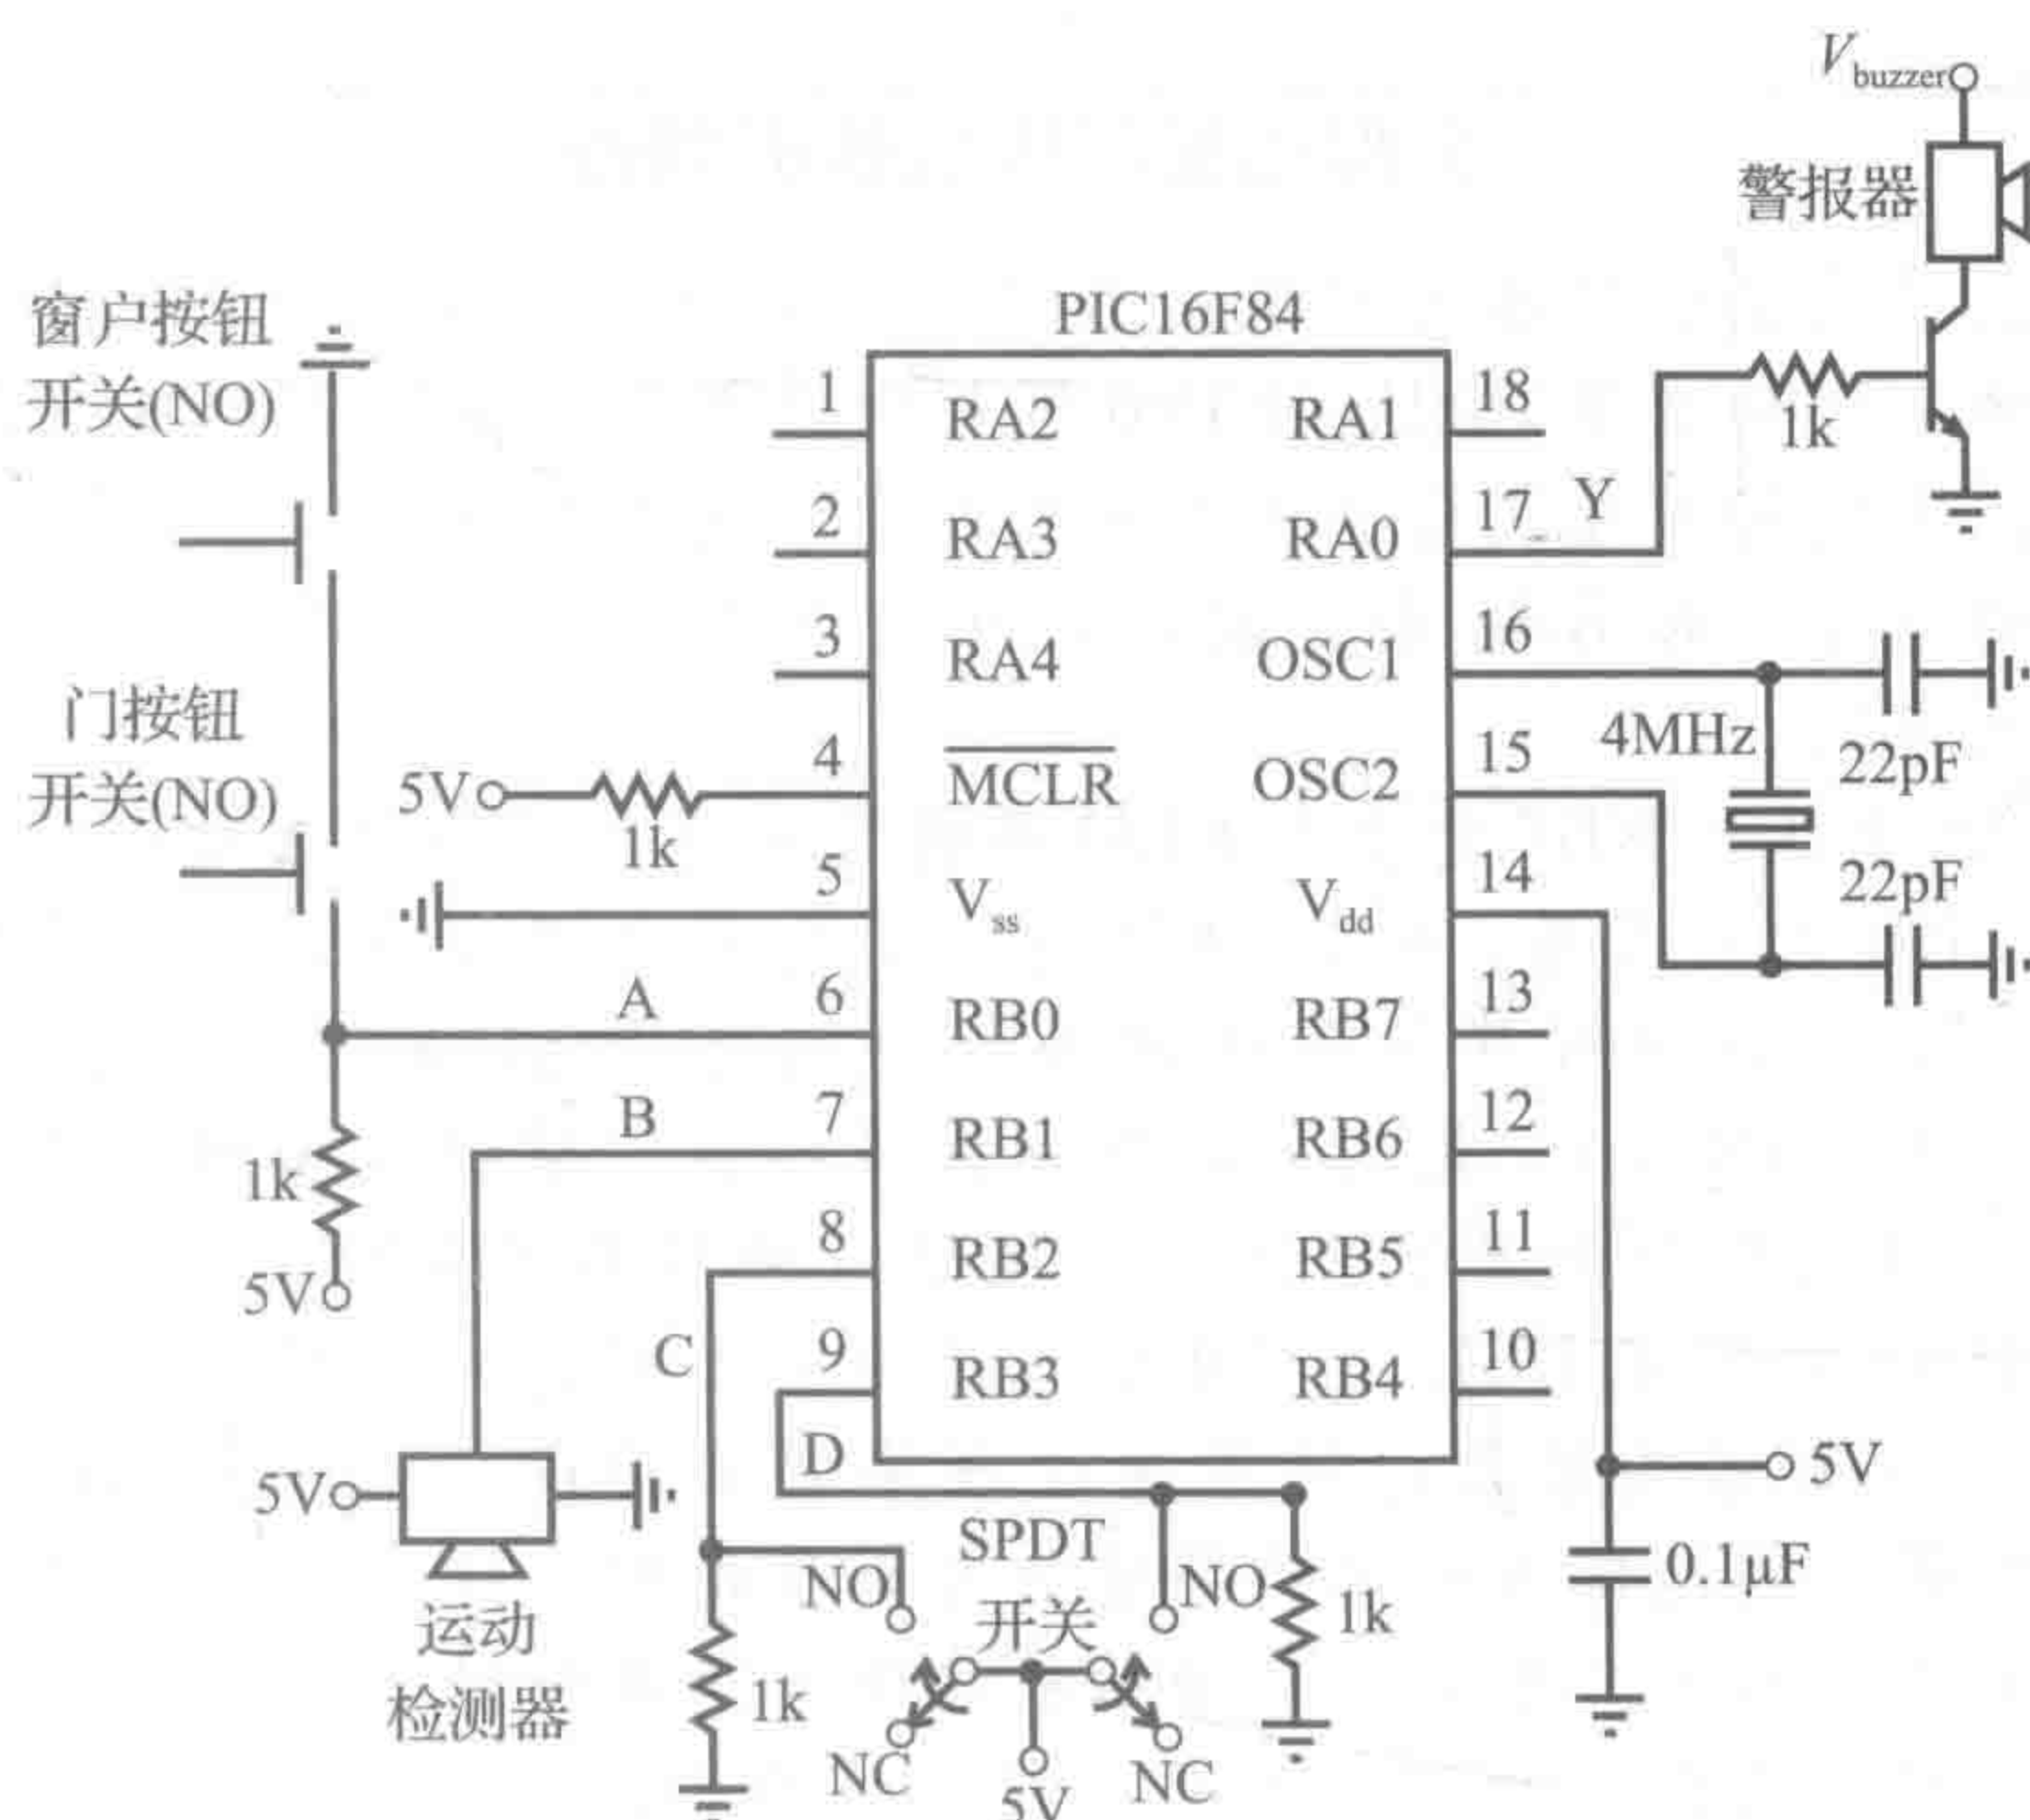 V buzzer
警报器
窗户按钮
开关(NO)
PIC16F84
1
RA2
RA1
18
1k
2
RA3
RA0
17
Y
3
RA4
OSC1
16
门按钮
开关(NO)
5V
1k
4
MCLR
OSC2
15
4MHz
22pF
22pF
5
Vss
Vdd
14
A
6
RB0
RB7
13
B
7
RB1
RB6
12
1k
5V
8
RB2
RB5
11
C
9
RB3
RB4
10
D
5V
5V
运动
检测器
NO
SPDT
开关
NO
1k
0.1μF
1k
NC
5V
NC